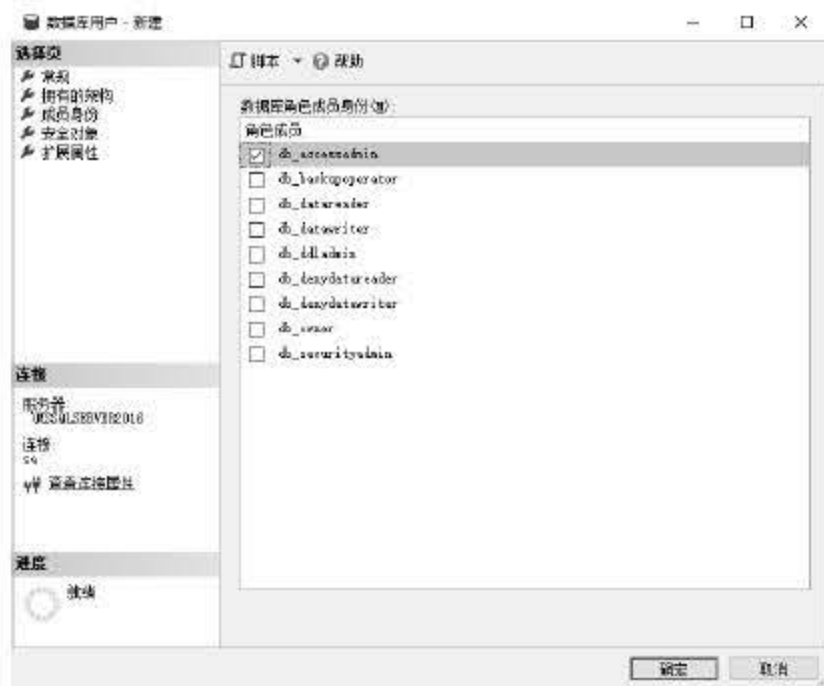 数据库用户 - 新建
选择页
常规
拥有的架构
成员身份
安全对象
扩展属性
脚本
帮助
数据库角色成员身份(M):
角色成员
db_accessadmin
db_backupoperator
db_datareader
db_datawriter
db_ddladmin
db_denydatareader
db_denydatawriter
db_owner
db_securityadmin
连接
服务器:
\MSSQLSERVER2016
连接:
sa
查看连接属性
进度
就绪
确定
取消